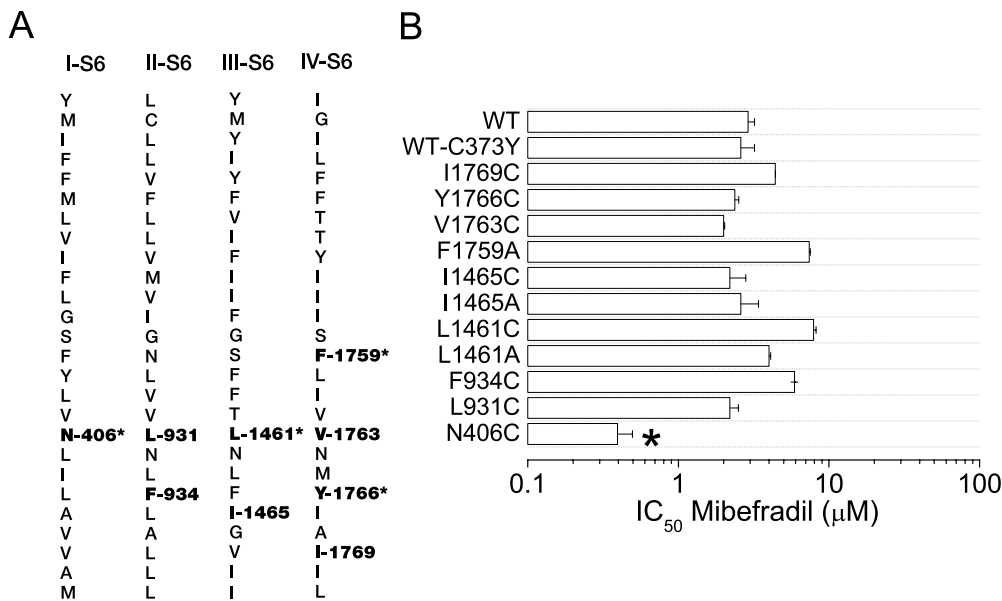 A
I-S6 II-S6 III-S6 IV-S6
Y L Y I
M C M G
I L Y I
F L I L
F V Y F
M F F F
L L V T
V L I T
I V F Y
F M I I
L V I I
G I F I
S G G S
F N S F-1759*
Y L F L
L V F I
V V T V
N-406* L-931 L-1461* V-1763
L N N N
I L L M
L F-934 F Y-1766*
A L I-1465 I
V A G A
V L V I-1769
A L I I
M L I L
B
WT
WT-C373Y
I1769C
Y1766C
V1763C
F1759A
I1465C
I1465A
L1461C
L1461A
F934C
L931C
N406C *
0.1 1 10 100
IC50 Mibefradil (µM)